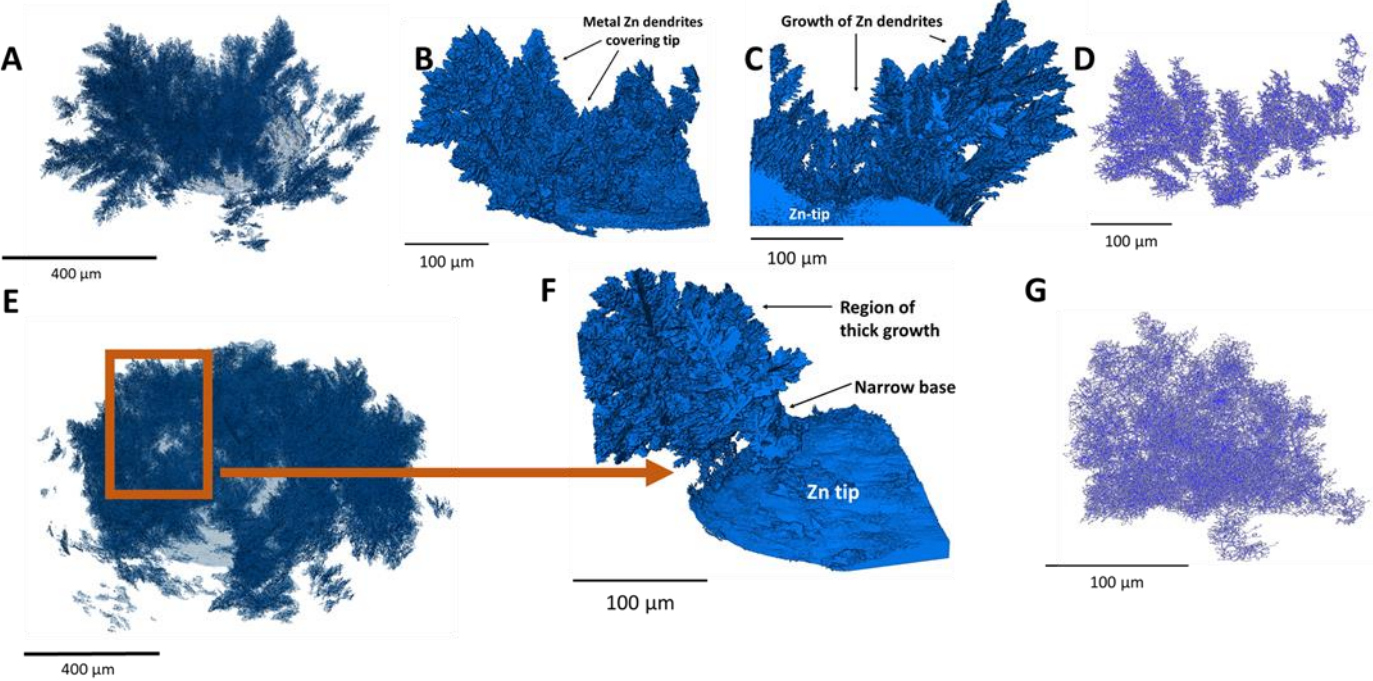 A
400 μm
B
Metal Zn dendrites
covering tip
100 μm
C
Growth of Zn dendrites
Zn-tip
100 μm
D
100 μm
E
400 μm
F
Region of
thick growth
Narrow base
Zn tip
100 μm
G
100 μm